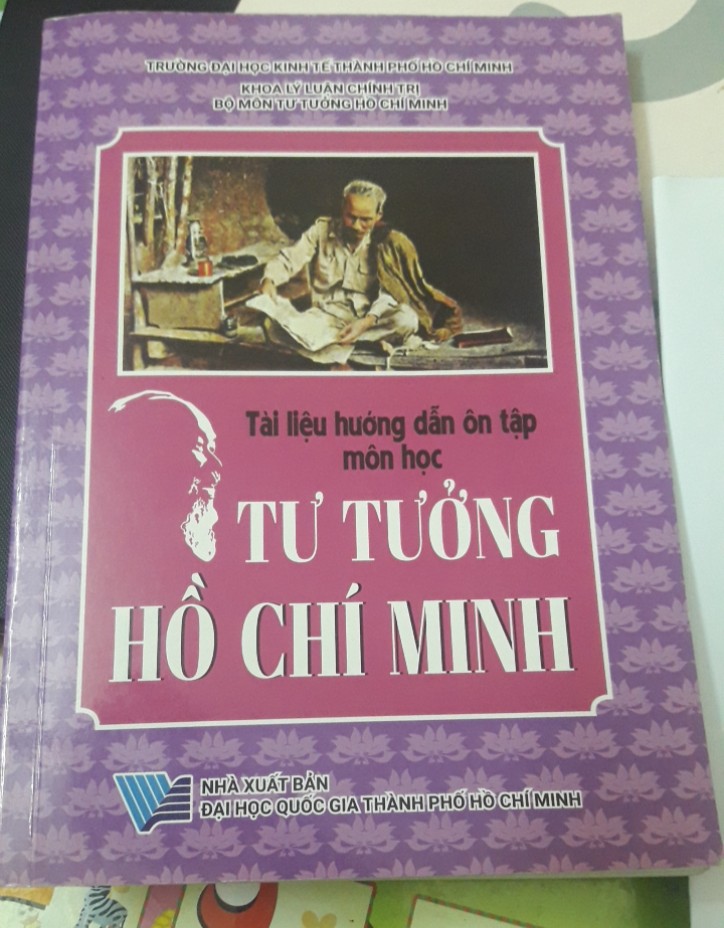 TRƯỜNG ĐẠI HỌC KINH TẾ THÀNH PHỐ HỒ CHÍ MINH
KHOA LÝ LUẬN CHÍNH TRỊ
BỘ MÔN TƯ TƯỞNG HỒ CHÍ MINH
Tài liệu hướng dẫn ôn tập
môn học
TƯ TƯỞNG
HỒ CHÍ MINH
NHÀ XUẤT BẢN
ĐẠI HỌC QUỐC GIA THÀNH PHỐ HỒ CHÍ MINH